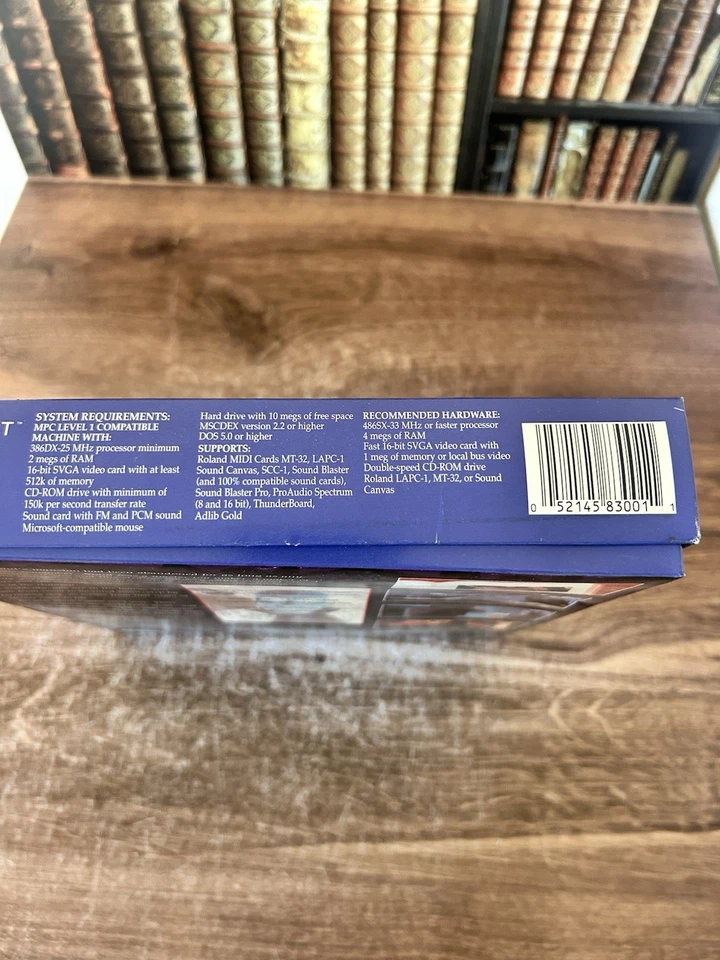 T™
SYSTEM REQUIREMENTS:
MPC LEVEL 1 COMPATIBLE
MACHINE WITH:
386DX-25 MHz processor minimum
2 megs of RAM
16-bit SVGA video card with at least
512k of memory
CD-ROM drive with minimum of
150k per second transfer rate
Sound card with FM and PCM sound
Microsoft-compatible mouse
Hard drive with 10 megs of free space
MSCDEX version 2.2 or higher
DOS 5.0 or higher
SUPPORTS:
Roland MIDI Cards MT-32, LAPC-1
Sound Canvas, SCC-1, Sound Blaster
(and 100% compatible sound cards),
Sound Blaster Pro, ProAudio Spectrum
(8 and 16 bit), ThunderBoard,
Adlib Gold
RECOMMENDED HARDWARE:
486SX-33 MHz or faster processor
4 megs of RAM
Fast 16-bit SVGA video card with
1 meg of memory or local bus video
Double-speed CD-ROM drive
Roland LAPC-1, MT-32, or Sound
Canvas
0 52145 83001 1